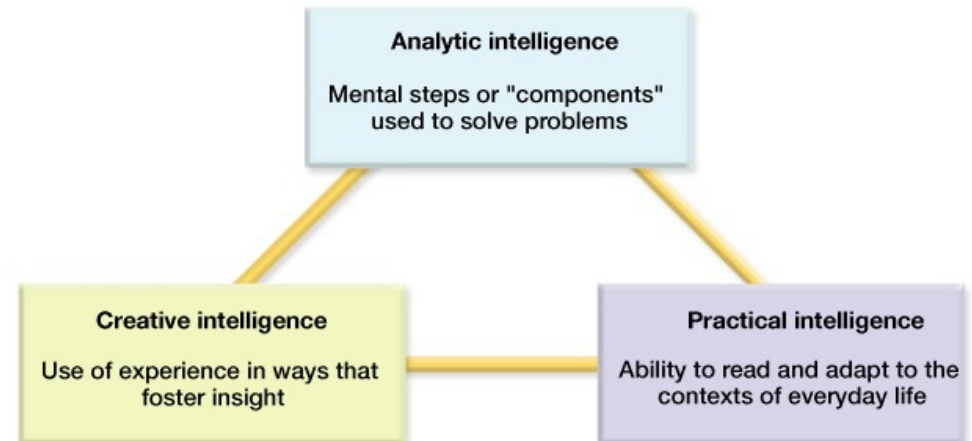 Analytic intelligence
Mental steps or "components"
used to solve problems
Creative intelligence
Use of experience in ways that
foster insight
Practical intelligence
Ability to read and adapt to the
contexts of everyday life